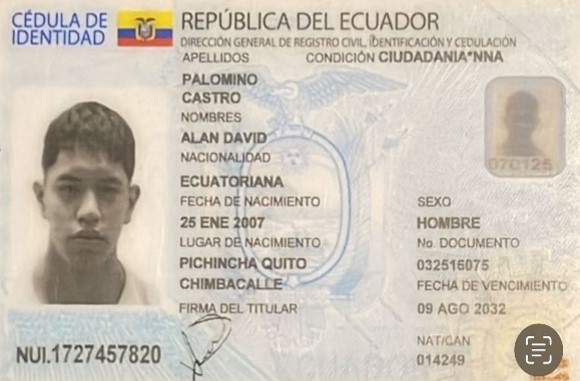 CÉDULA DE
IDENTIDAD
REPÚBLICA DEL ECUADOR
DIRECCIÓN GENERAL DE REGISTRO CIVIL, IDENTIFICACIÓN Y CEDULACIÓN
APELLIDOS
CONDICIÓN CIUDADANIA*NNA
PALOMINO
CASTRO
NOMBRES
ALAN DAVID
NACIONALIDAD
ECUATORIANA
FECHA DE NACIMIENTO
25 ENE 2007
LUGAR DE NACIMIENTO
PICHINCHA QUITO
CHIMBACALLE
FIRMA DEL TITULAR
070125
SEXO
HOMBRE
No. DOCUMENTO
032516075
FECHA DE VENCIMIENTO
09 AGO 2032
NAT/CAN
014249
NUI.1727457820